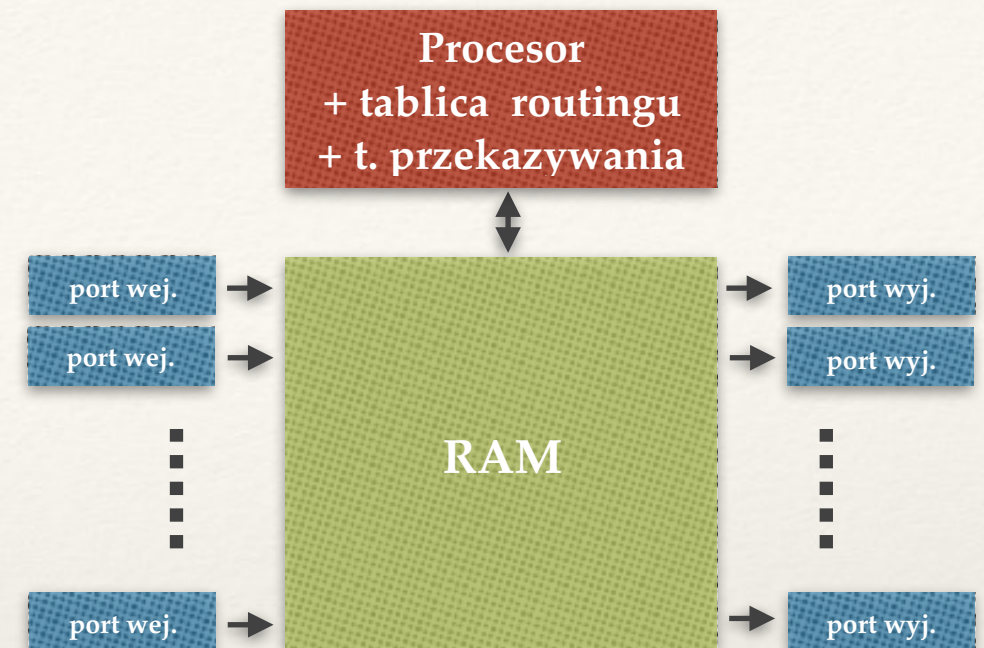 Procesor
+ tablica routingu
+ t. przekazywania
port wej.
port wyj.
port wej.
port wyj.
RAM
port wej.
port wyj.